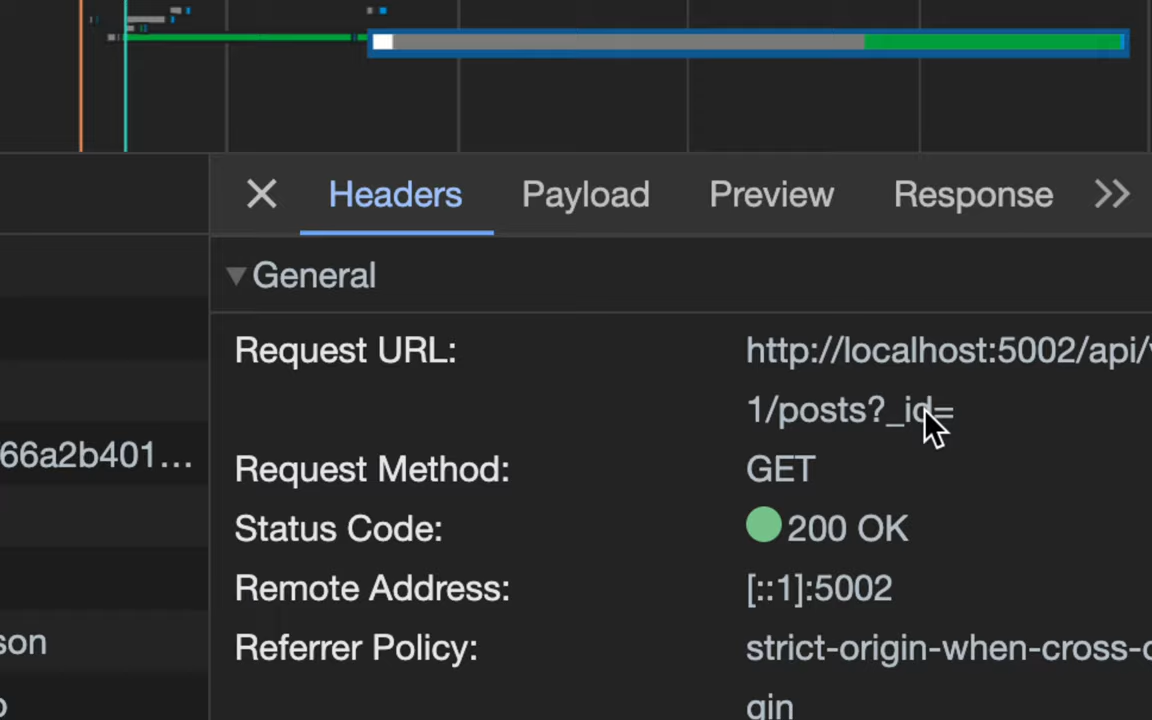 Headers Payload Preview Response
General
Request URL: http://localhost:5002/api/
1/posts?_id=
66a2b401...
Request Method: GET
Status Code: 200 OK
Remote Address: [::1]:5002
son
Referrer Policy: strict-origin-when-cross-
gin